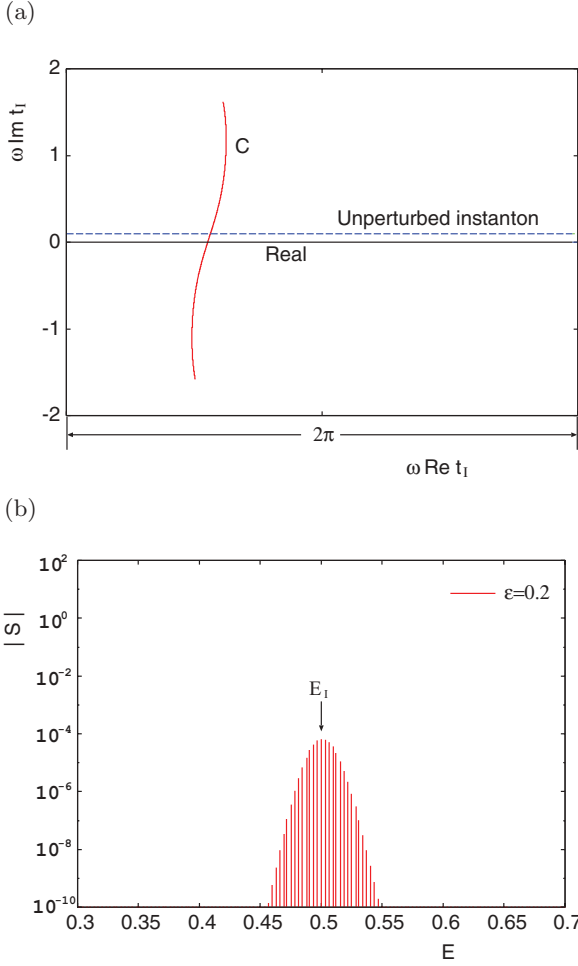 (a)
2
1
0
-1
-2
ω Im t_I
C
Unperturbed instanton
Real
2π
ω Re t_I
(b)
10^2
10^0
10^-2
10^-4
10^-6
10^-8
10^-10
|S|
ε=0.2
E_I
0.3 0.35 0.4 0.45 0.5 0.55 0.6 0.65 0.7
E